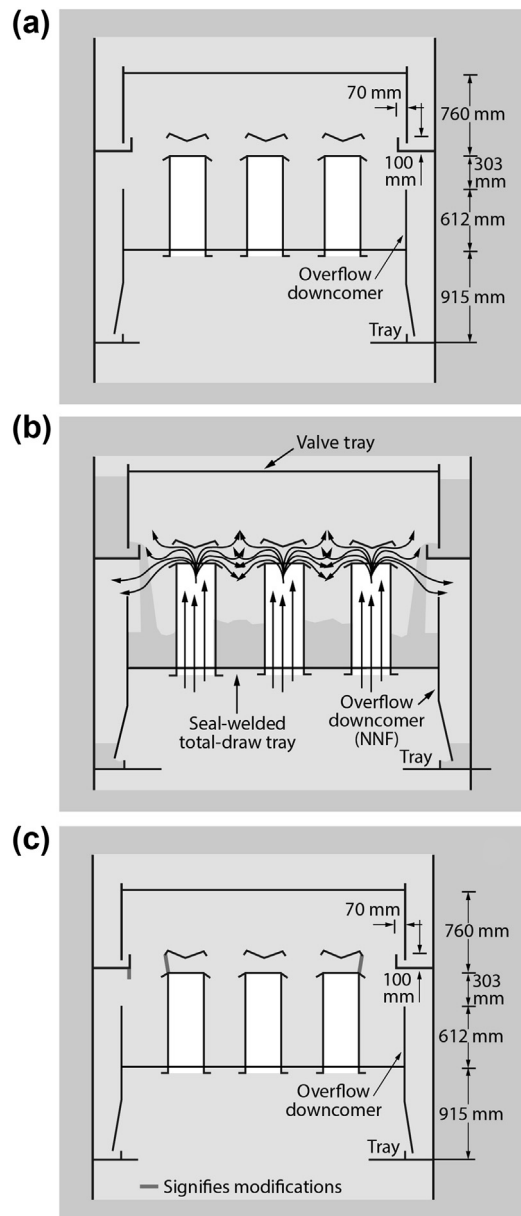 (a)
70 mm
760 mm
100
mm
303
mm
612 mm
Overflow
downcomer
915 mm
Tray
(b)
Valve tray
Seal-welded
total-draw tray
Overflow
downcomer
(NNF)
Tray
(c)
70 mm
760 mm
100
mm
303
mm
612 mm
Overflow
downcomer
915 mm
Tray
Signifies modifications